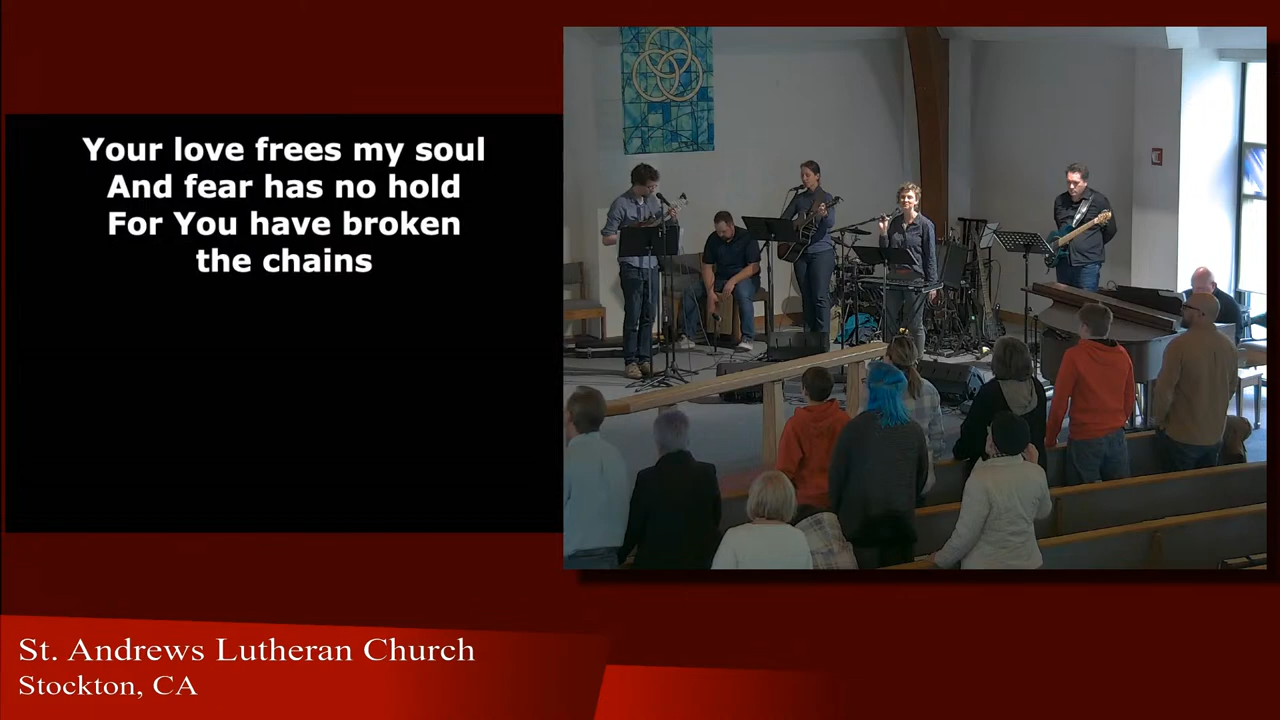 Your love frees my soul
And fear has no hold
For You have broken
the chains
St. Andrews Lutheran Church
Stockton, CA